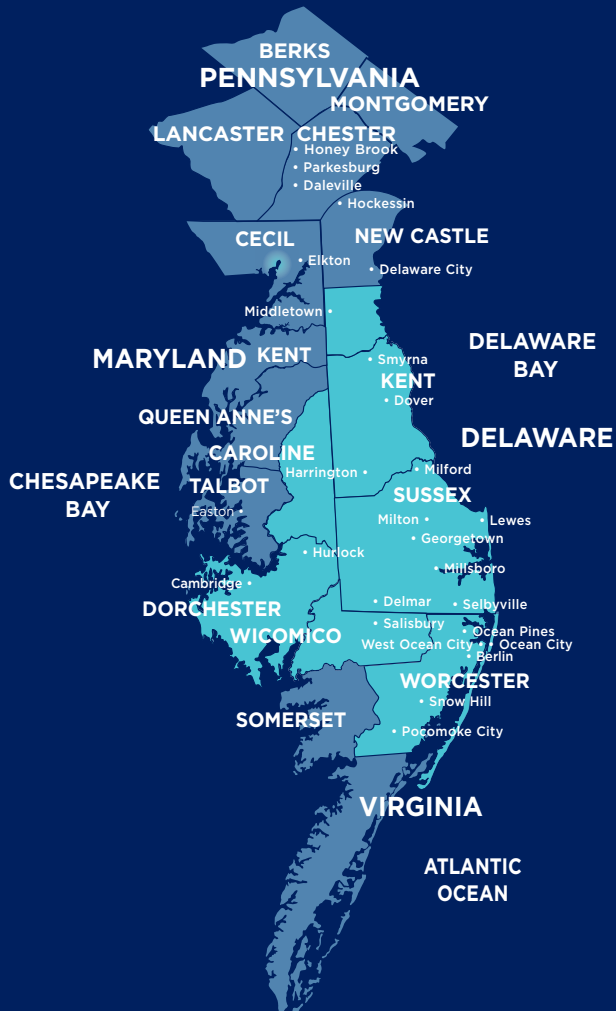 BERKS
PENNSYLVANIA
MONTGOMERY
LANCASTER
CHESTER
• Honey Brook
• Parkesburg
• Daleville
• Hockessin
CECIL
NEW CASTLE
• Elkton
• Delaware City
Middletown •
DELAWARE
BAY
MARYLAND
KENT
• Smyrna
KENT
• Dover
QUEEN ANNE'S
DELAWARE
CAROLINE
Harrington •
• Milford
CHESAPEAKE
BAY
TALBOT
SUSSEX
Easton •
Milton •
• Lewes
• Georgetown
• Hurlock
• Millsboro
Cambridge •
DORCHESTER
• Delmar
• Selbyville
WICOMICO
• Salisbury
• Ocean Pines
West Ocean City •
• Ocean City
• Berlin
WORCESTER
• Snow Hill
SOMERSET
• Pocomoke City
VIRGINIA
ATLANTIC
OCEAN